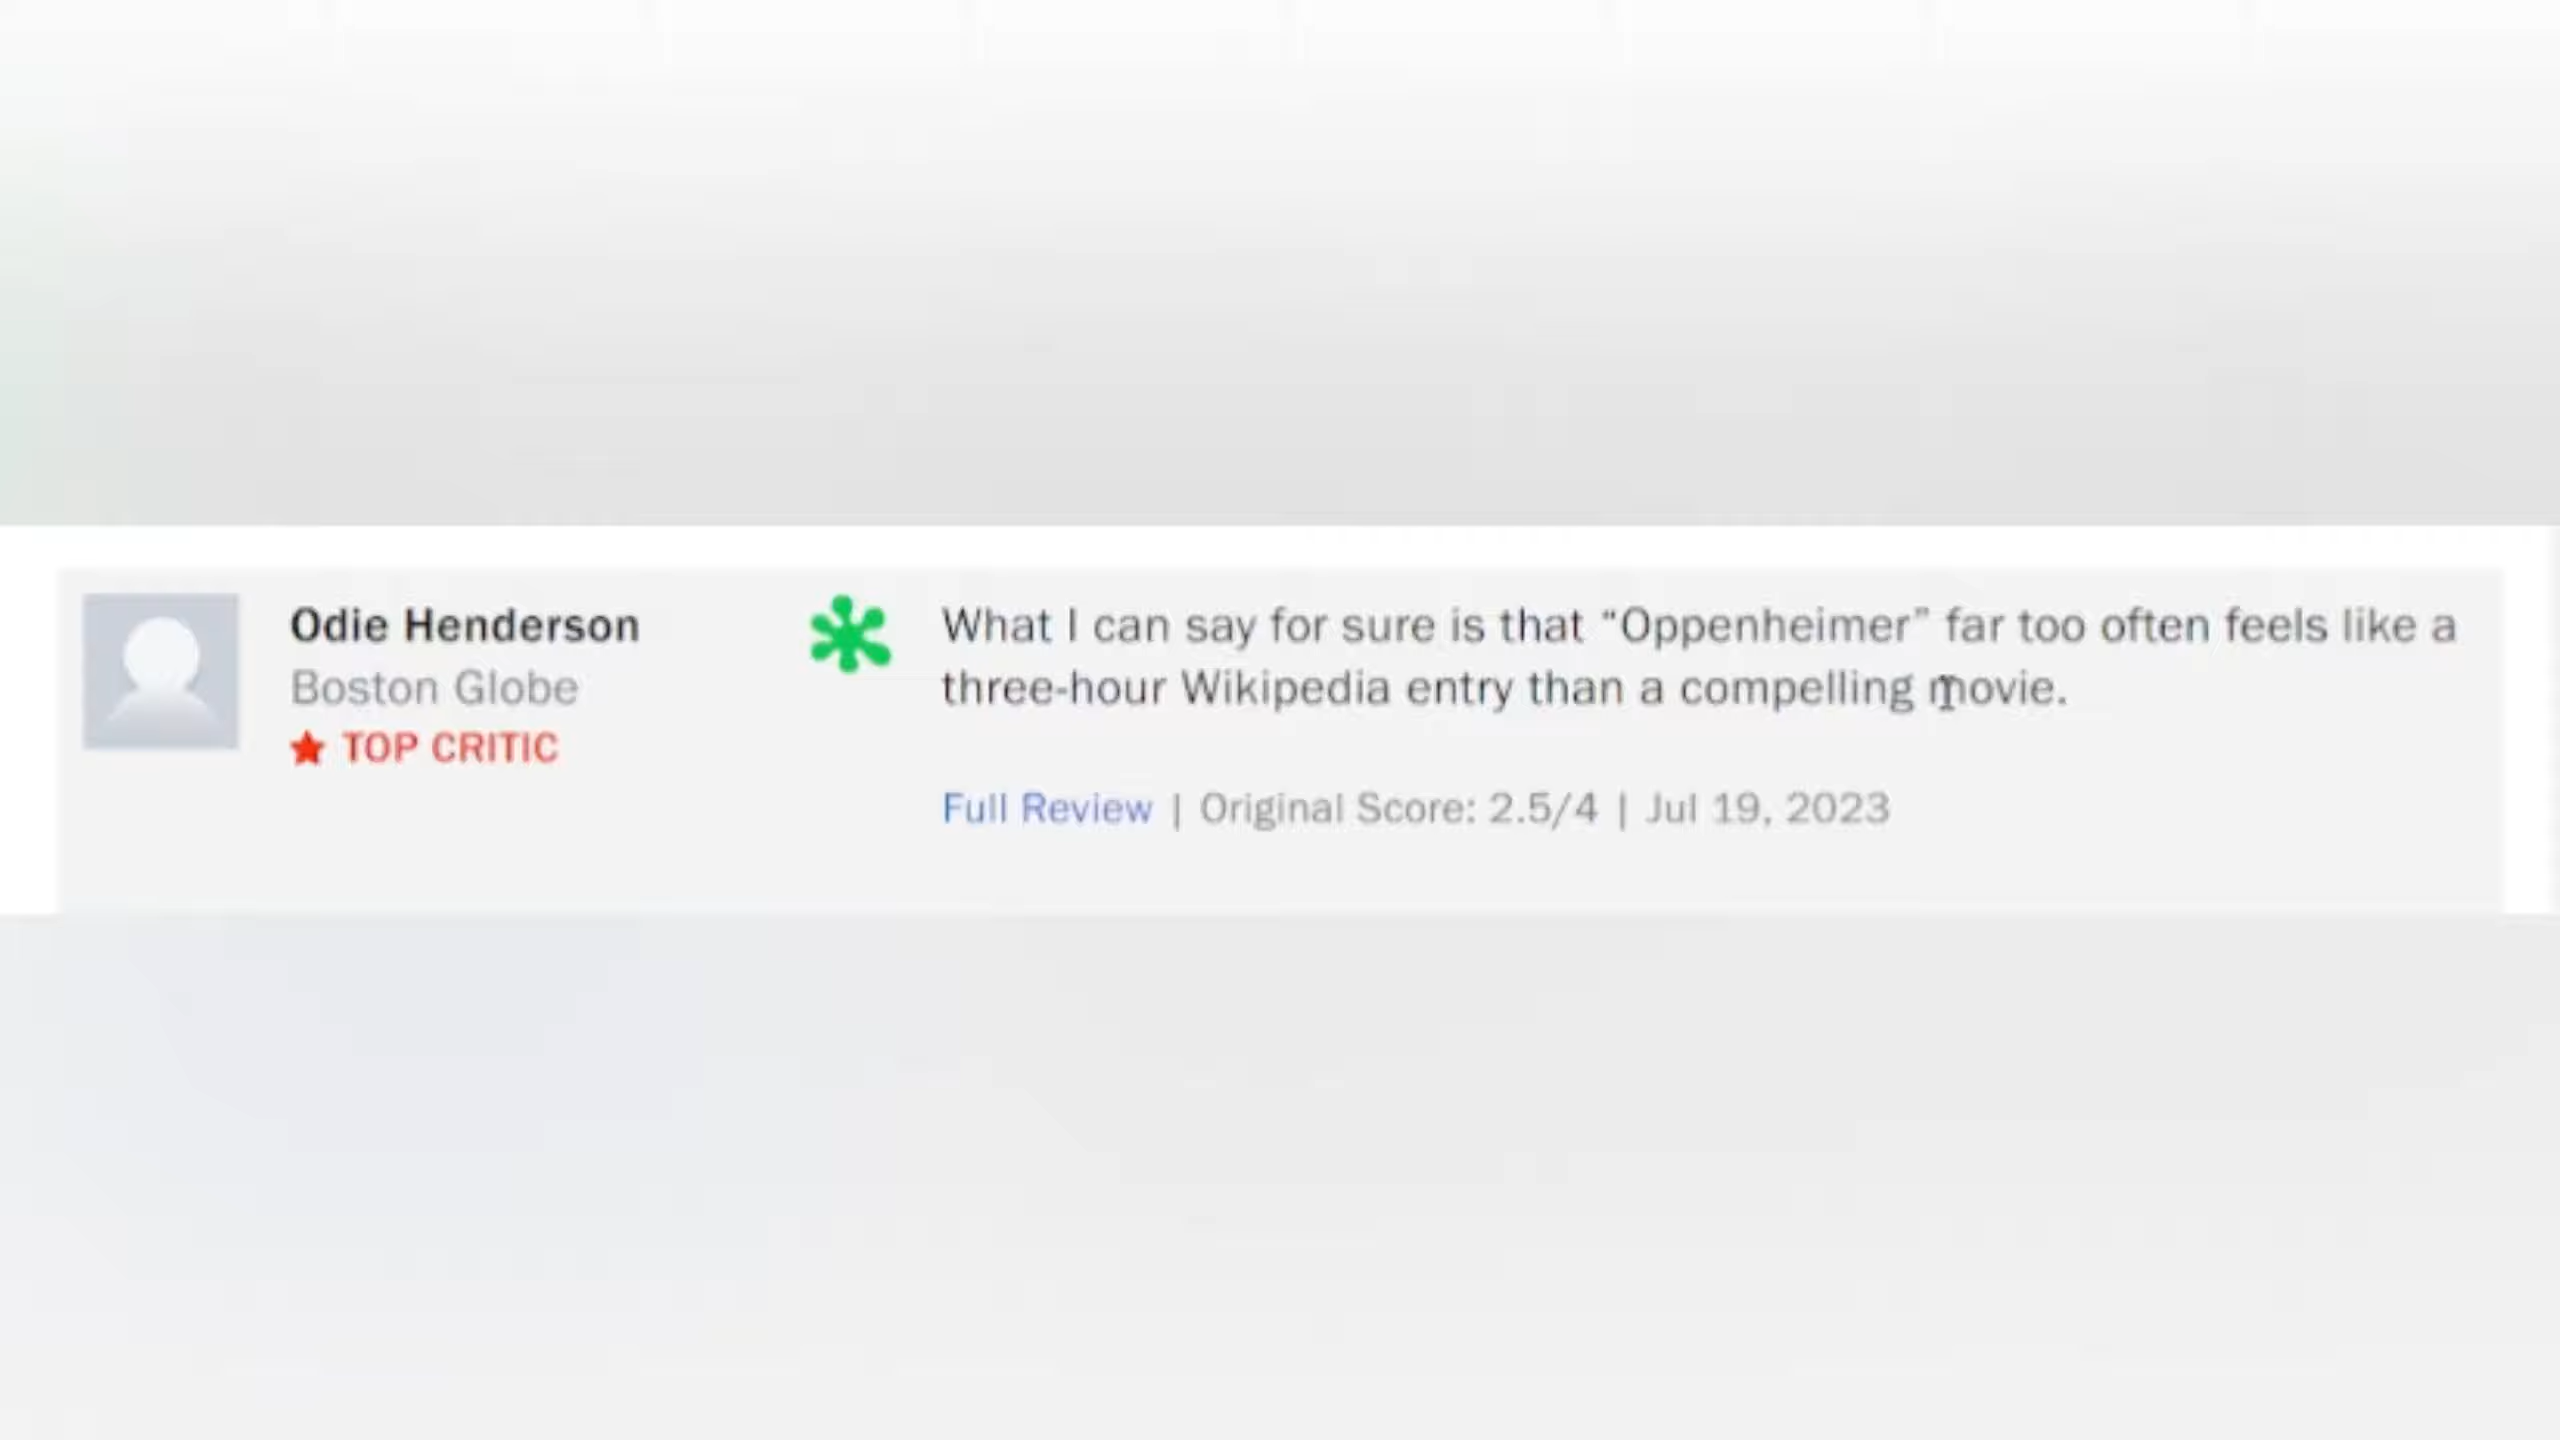 Odie Henderson
Boston Globe
TOP CRITIC
What I can say for sure is that “Oppenheimer” far too often feels like a
three-hour Wikipedia entry than a compelling movie.
Full Review | Original Score: 2.5/4 | Jul 19, 2023